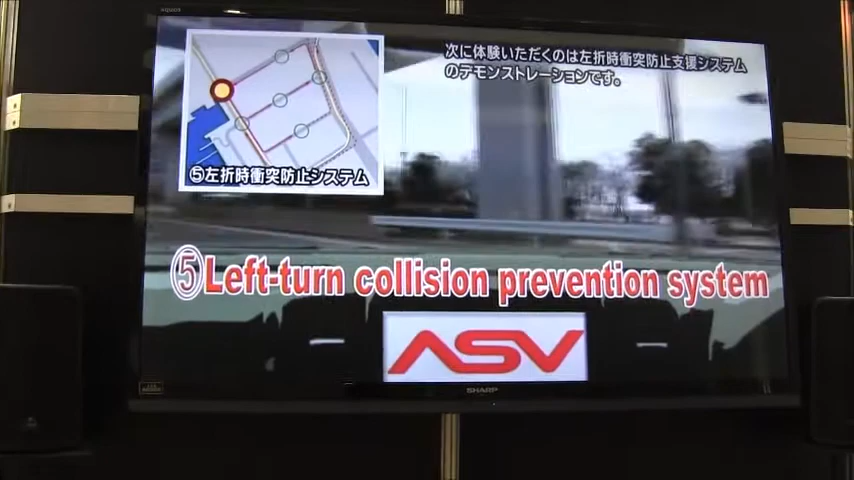 AQUOS
次に体験いただくのは左折時衝突防止支援システム
のデモンストレーションです。
⑤左折時衝突防止システム
⑤Left-turn collision prevention system
ASV
SHARP